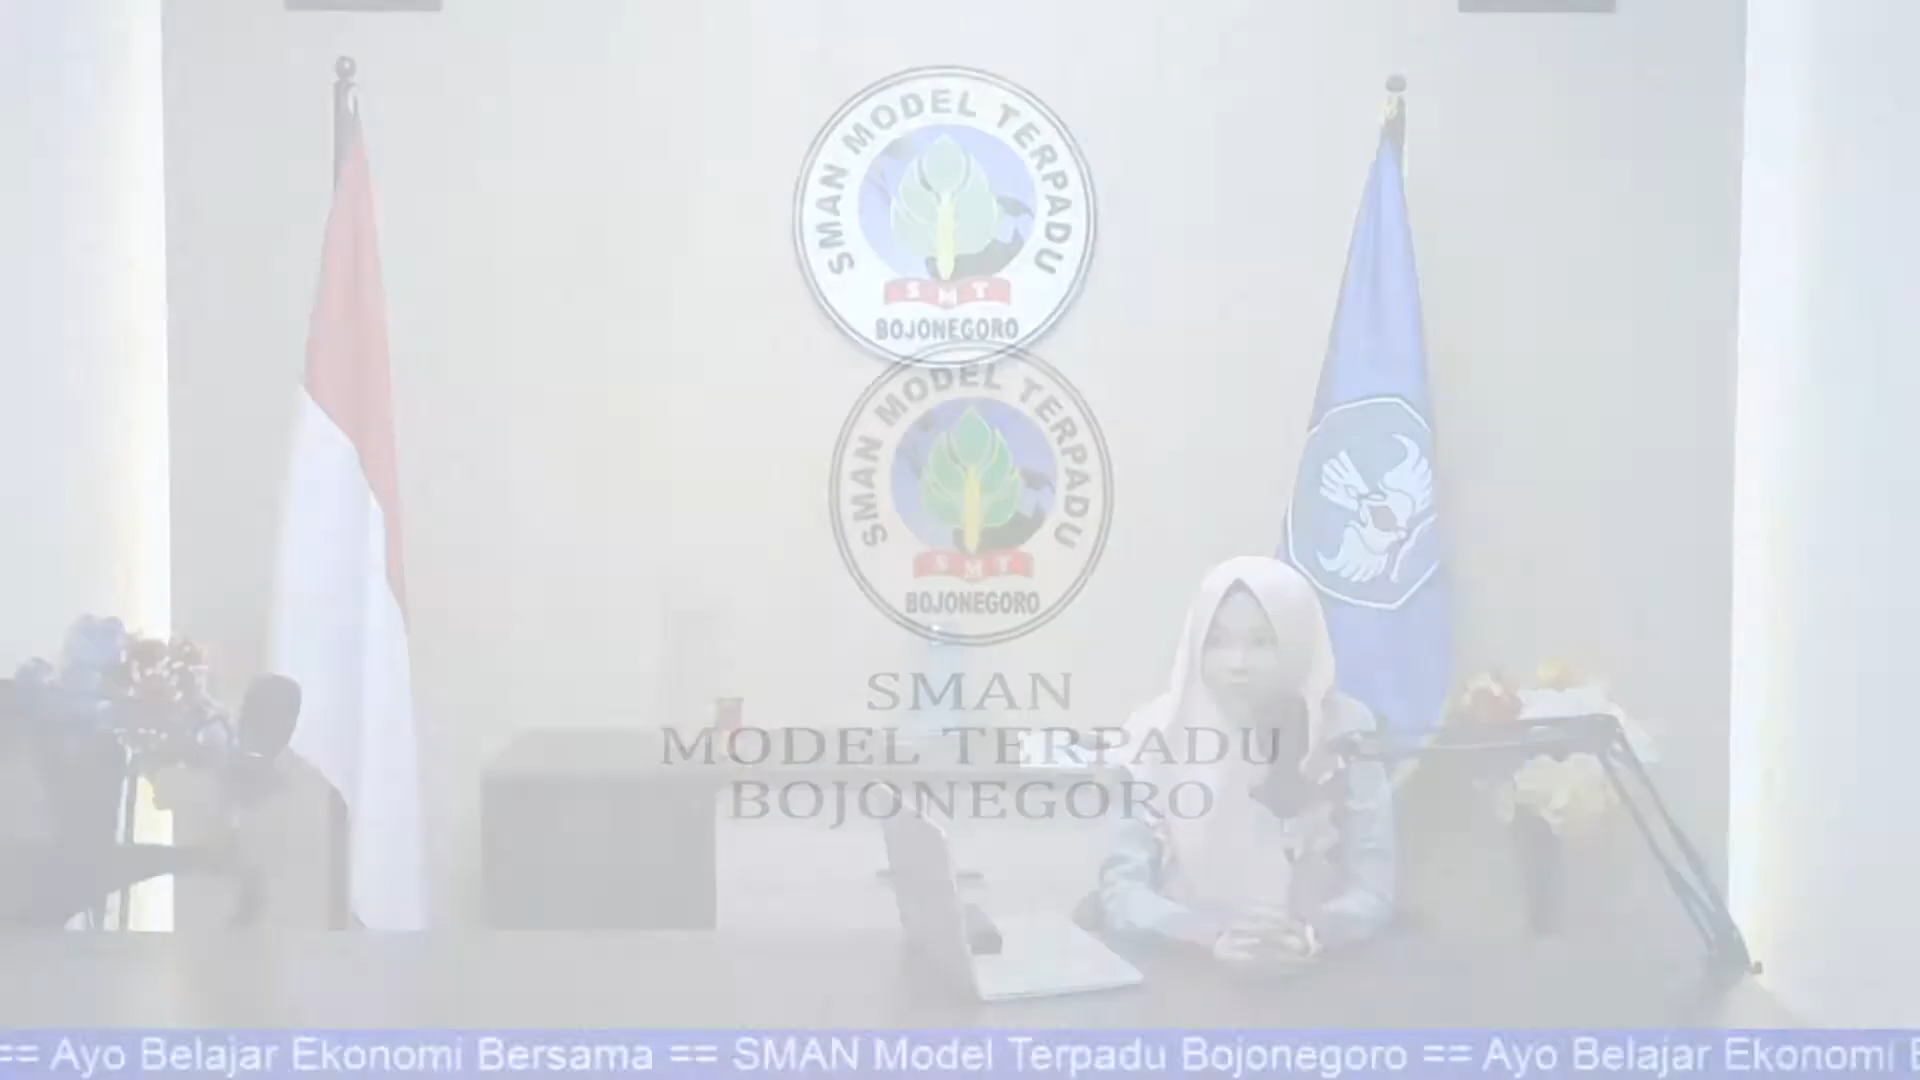 SMAN MODEL TERPADU
SMT
BOJONEGORO
SMAN MODEL TERPADU
SMT
BOJONEGORO
SMAN
MODEL TERPADU
BOJONEGORO
== Ayo Belajar Ekonomi Bersama == SMAN Model Terpadu Bojonegoro == Ayo Belajar Ekonomi